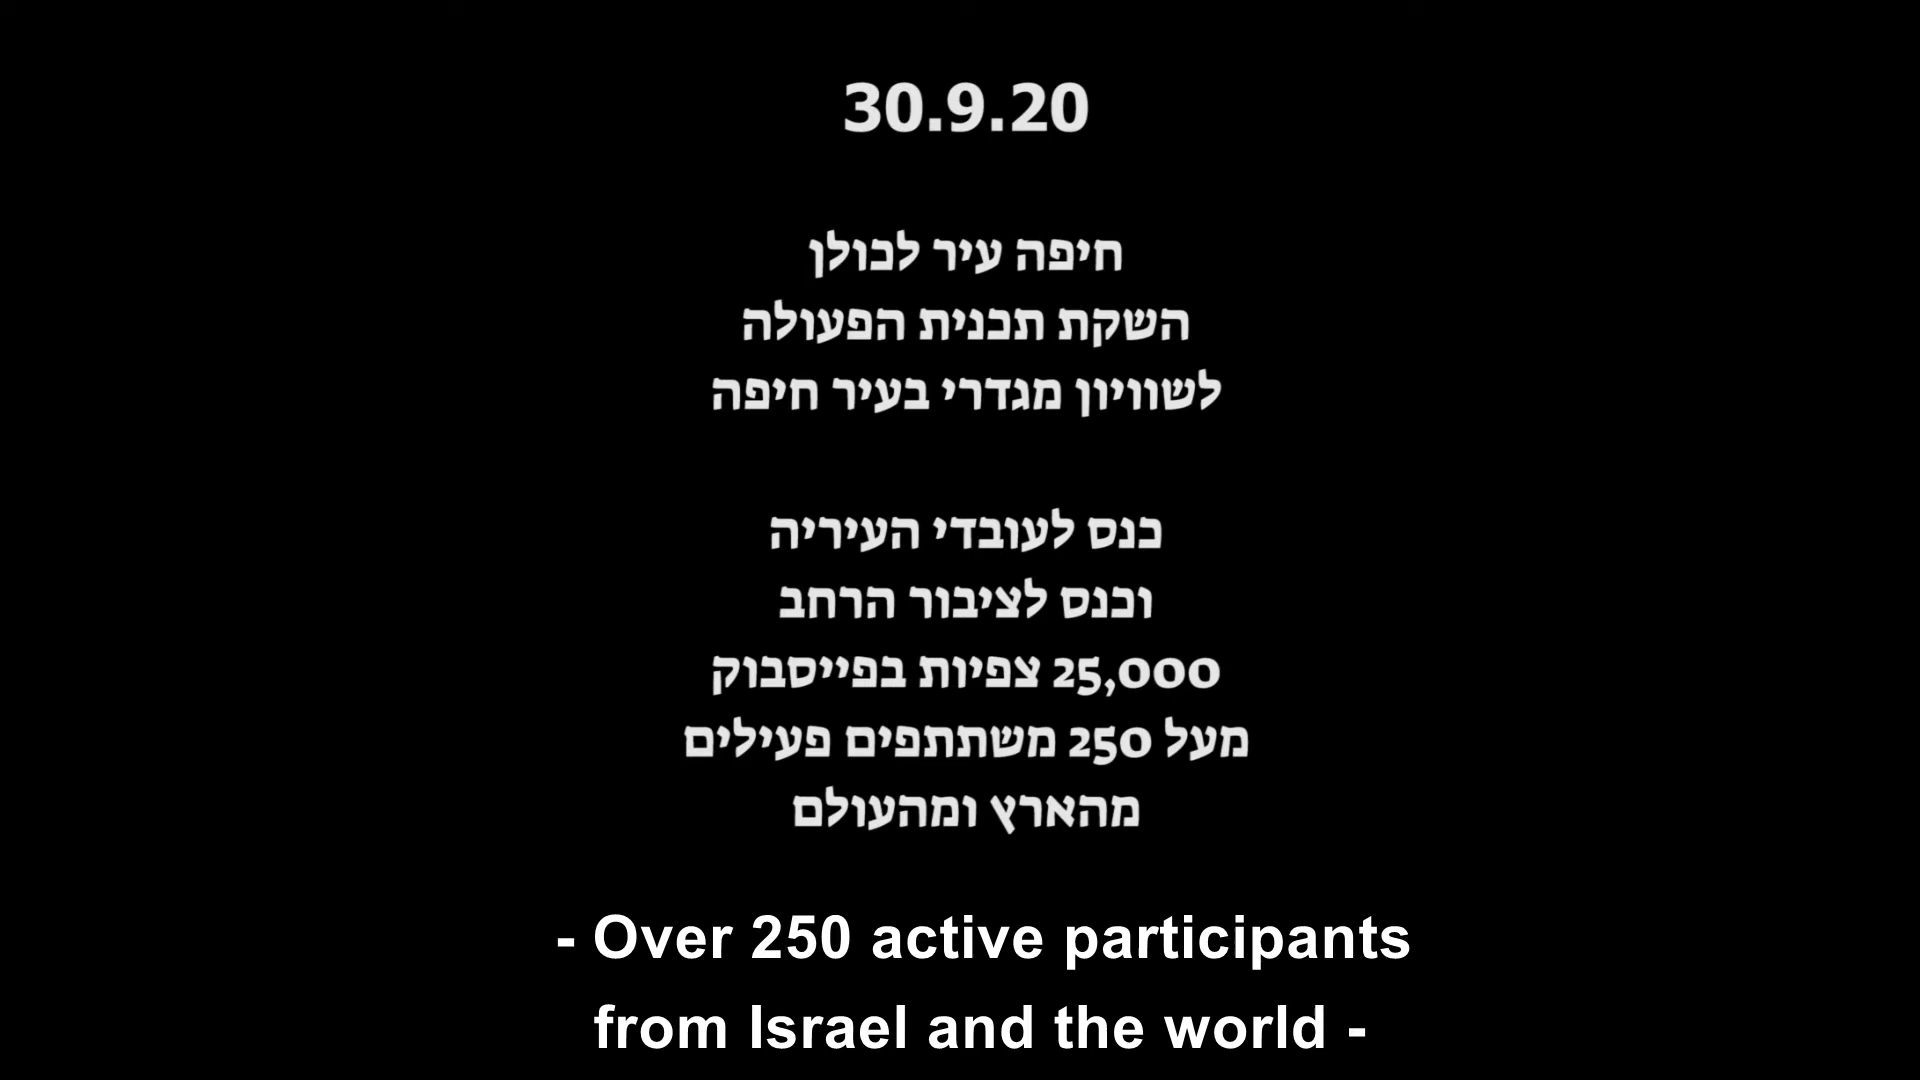 30.9.20
חיפה עיר לכולן
השקת תכנית הפעולה
לשוויון מגדרי בעיר חיפה
כנס לעובדי העיריה
וכנס לציבור הרחב
25,000 צפיות בפייסבוק
מעל 250 משתתפים פעילים
מהארץ ומהעולם
- Over 250 active participants
from Israel and the world -